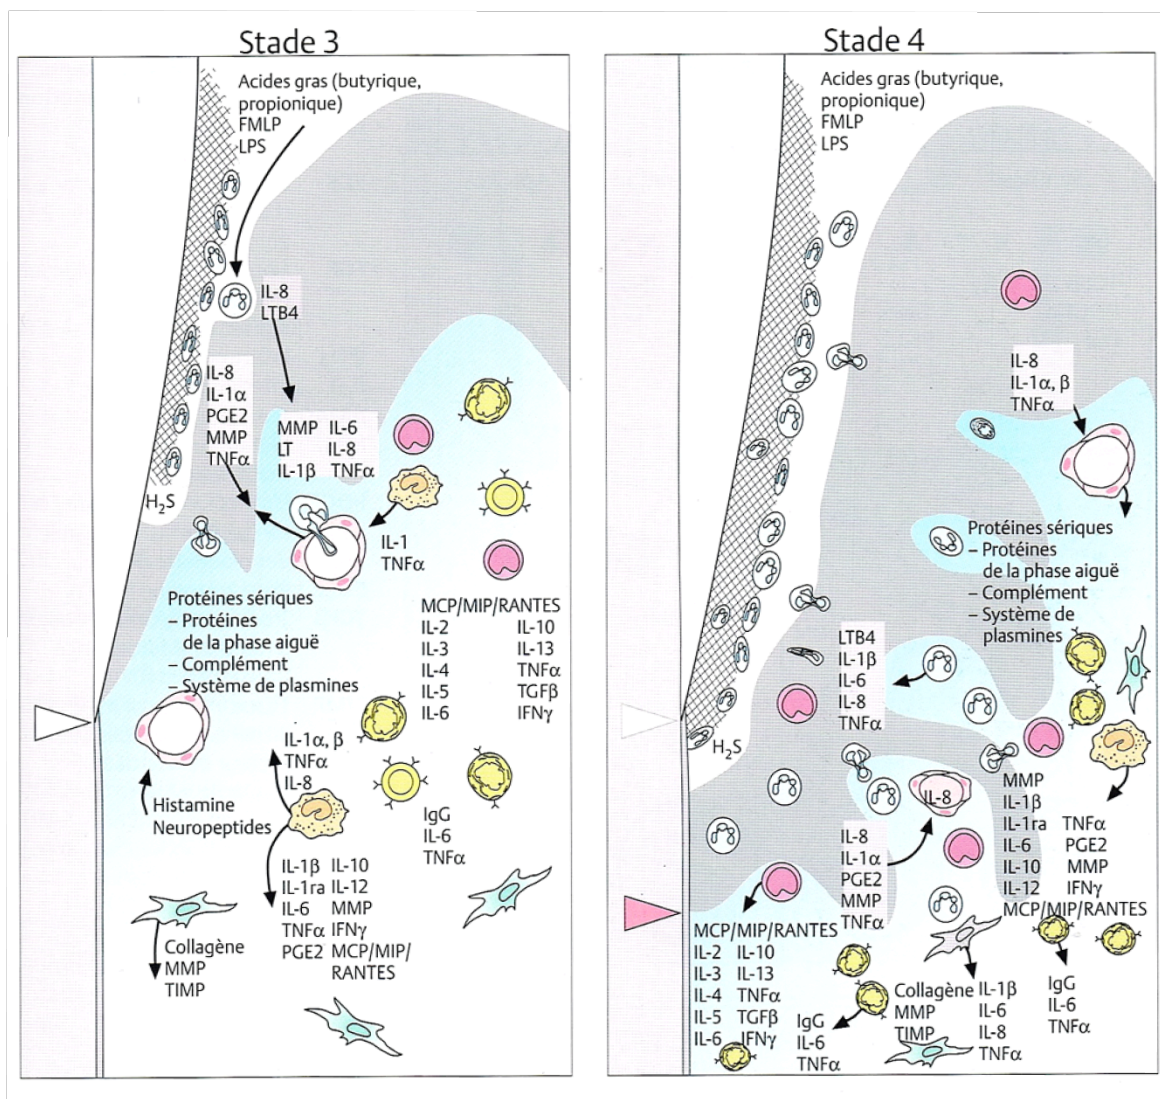 Stade 3
Acides gras (butyrique,
propionique)
FMLP
LPS
IL-8
LTB4
IL-8
IL-1α
PGE2
MMP
TNFα
MMP IL-6
LT IL-8
IL-1β TNFα
H₂S
IL-1
TNFα
Protéines sériques
– Protéines
de la phase aiguë
– Complément
– Système de plasmines
MCP/MIP/RANTES
IL-2 IL-10
IL-3 IL-13
IL-4 TNFα
IL-5 TGFβ
IL-6 IFNγ
IL-1α, β
TNFα
IL-8
Histamine
Neuropeptides
IgG
IL-6
TNFα
IL-1β IL-10
IL-1ra IL-12
IL-6 MMP
TNFα IFNγ
PGE2 MCP/MIP/
RANTES
Collagène
MMP
TIMP
Stade 4
Acides gras (butyrique,
propionique)
FMLP
LPS
IL-8
IL-1α, β
TNFα
Protéines sériques
– Protéines
de la phase aiguë
– Complément
– Système de
plasmines
LTB4
IL-1β
IL-6
IL-8
TNFα
H₂S
IL-8
MMP
IL-1β
IL-1ra TNFα
IL-6 PGE2
IL-10 MMP
IL-12 IFNγ
MCP/MIP/RANTES
IL-8
IL-1α
PGE2
MMP
TNFα
MCP/MIP/RANTES
IL-2 IL-10
IL-3 IL-13
IL-4 TNFα
IL-5 TGFβ
IL-6 IFNγ
IgG
IL-6
TNFα
Collagène
MMP
TIMP
IL-1β
IL-6
IL-8
TNFα
IgG
IL-6
TNFα